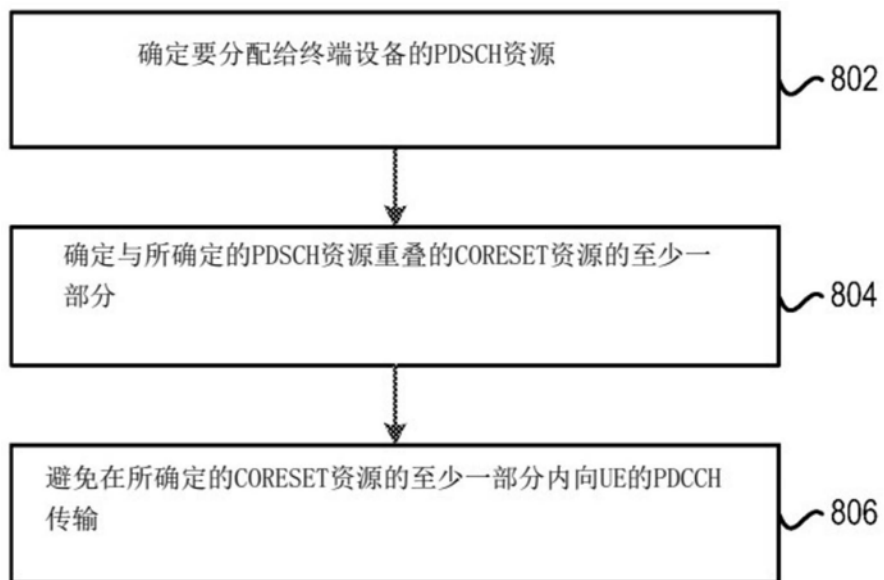 确定要分配给终端设备的PDSCH资源
802
确定与所确定的PDSCH资源重叠的CORESET资源的至少一
部分
804
避免在所确定的CORESET资源的至少一部分内向UE的PDCCH
传输
806